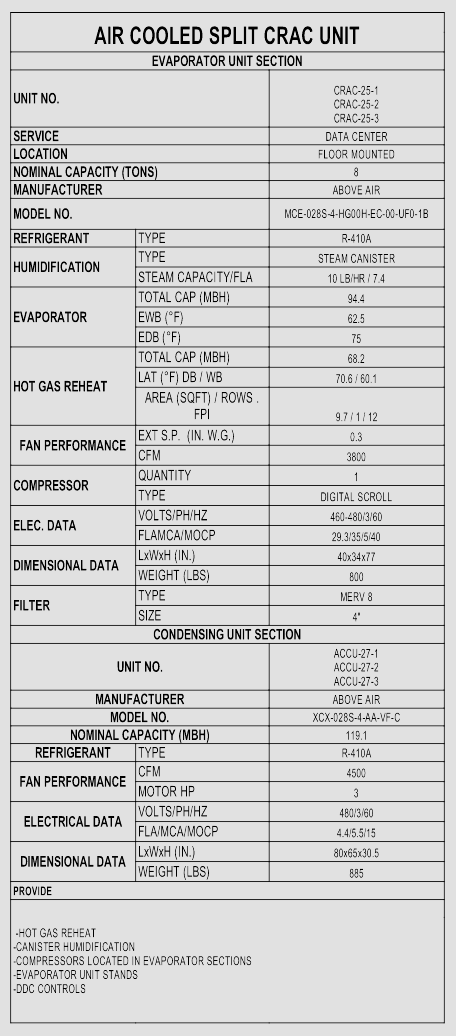 AIR COOLED SPLIT CRAC UNIT
EVAPORATOR UNIT SECTION
UNIT NO. CRAC-25-1
CRAC-25-2
CRAC-25-3
SERVICE DATA CENTER
LOCATION FLOOR MOUNTED
NOMINAL CAPACITY (TONS) 8
MANUFACTURER ABOVE AIR
MODEL NO. MCE-028S-4-HG00H-EC-00-UF0-1B
REFRIGERANT TYPE R-410A
HUMIDIFICATION TYPE STEAM CANISTER
STEAM CAPACITY/FLA 10 LB/HR / 7.4
EVAPORATOR TOTAL CAP (MBH) 94.4
EWB (°F) 62.5
EDB (°F) 75
HOT GAS REHEAT TOTAL CAP (MBH) 68.2
LAT (°F) DB / WB 70.6 / 60.1
AREA (SQFT) / ROWS .
FPI 9.7 / 1 / 12
FAN PERFORMANCE EXT S.P. (IN. W.G.) 0.3
CFM 3800
COMPRESSOR QUANTITY 1
TYPE DIGITAL SCROLL
ELEC. DATA VOLTS/PH/HZ 460-480/3/60
FLAMCA/MOCP 29.3/35/5/40
DIMENSIONAL DATA LxWxH (IN.) 40x34x77
WEIGHT (LBS) 800
FILTER TYPE MERV 8
SIZE 4"
CONDENSING UNIT SECTION
UNIT NO. ACCU-27-1
ACCU-27-2
ACCU-27-3
MANUFACTURER ABOVE AIR
MODEL NO. XCX-028S-4-AA-VF-C
NOMINAL CAPACITY (MBH) 119.1
REFRIGERANT TYPE R-410A
FAN PERFORMANCE CFM 4500
MOTOR HP 3
ELECTRICAL DATA VOLTS/PH/HZ 480/3/60
FLA/MCA/MOCP 4.4/5.5/15
DIMENSIONAL DATA LxWxH (IN.) 80x65x30.5
WEIGHT (LBS) 885
PROVIDE
-HOT GAS REHEAT
-CANISTER HUMIDIFICATION
-COMPRESSORS LOCATED IN EVAPORATOR SECTIONS
-EVAPORATOR UNIT STANDS
-DDC CONTROLS